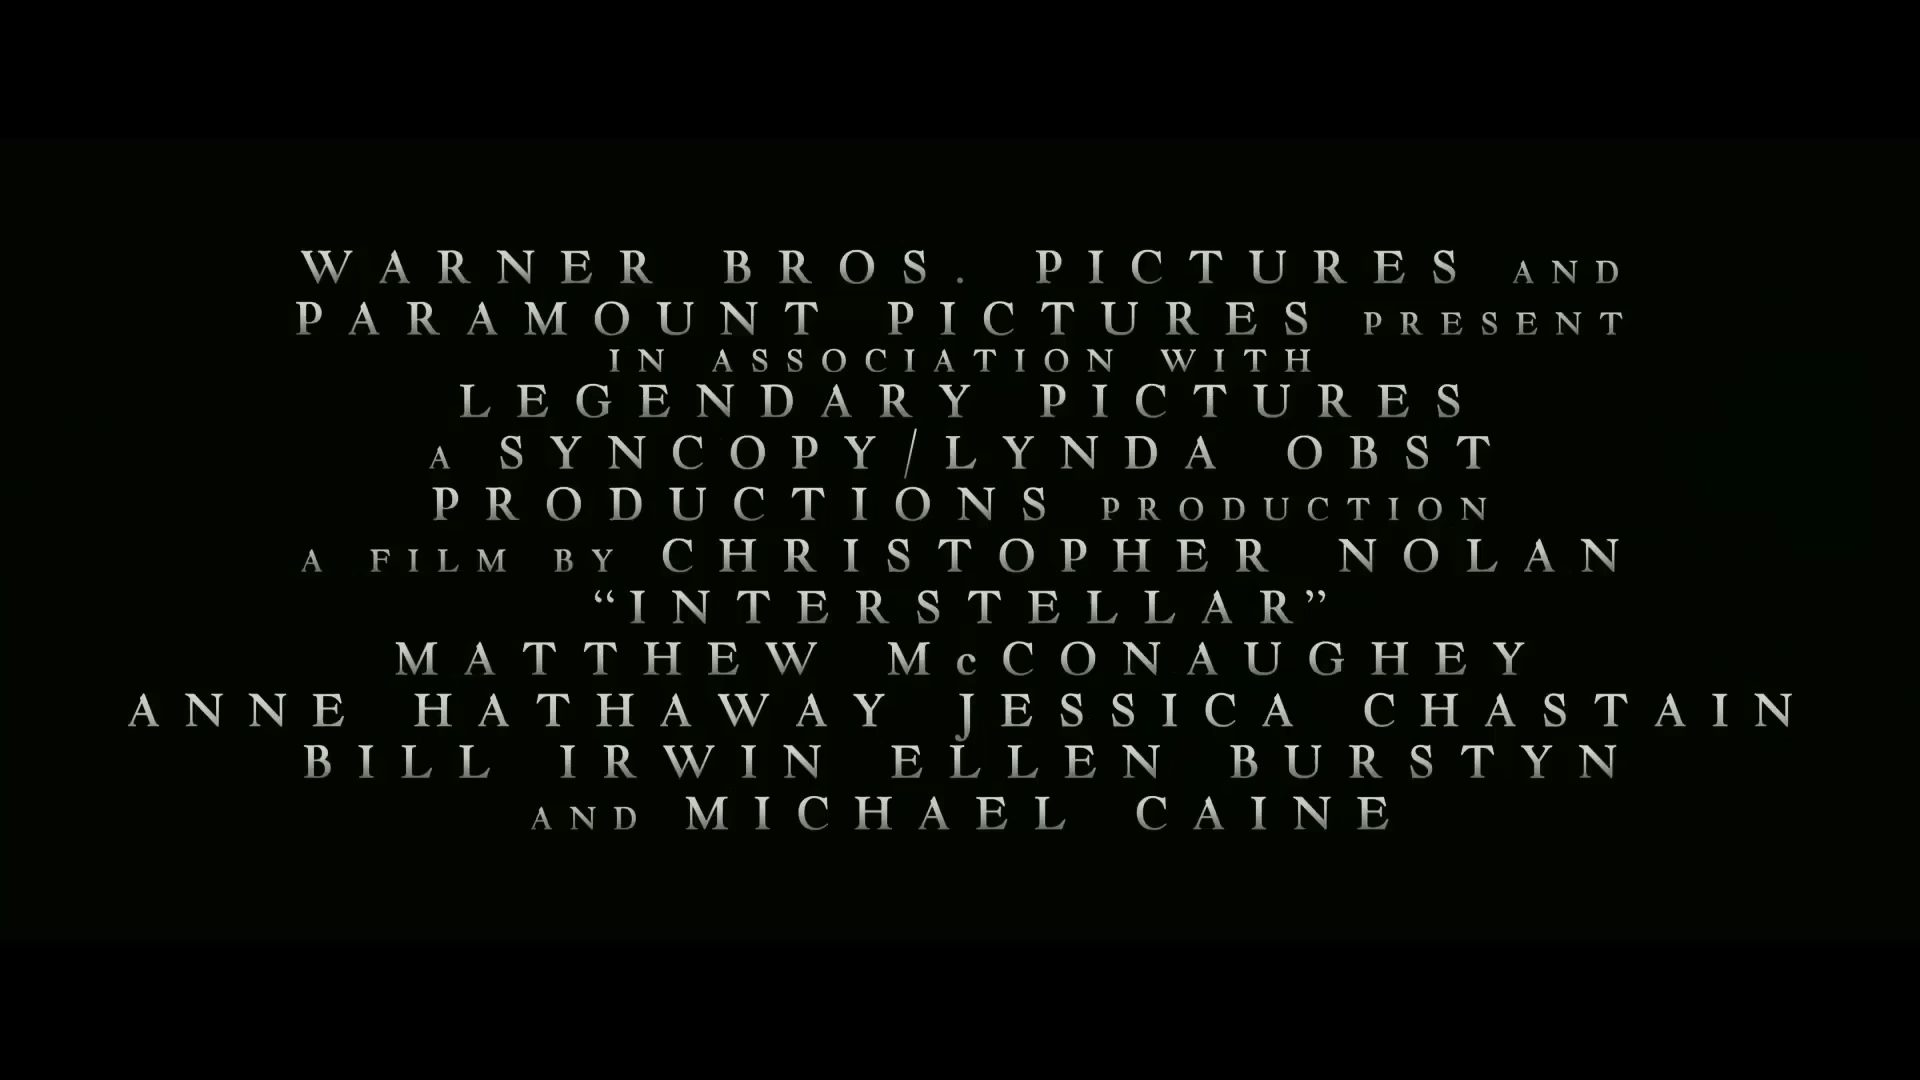 WARNER BROS. PICTURES AND
PARAMOUNT PICTURES PRESENT
IN ASSOCIATION WITH
LEGENDARY PICTURES
A SYNCOPY/LYNDA OBST
PRODUCTIONS PRODUCTION
A FILM BY CHRISTOPHER NOLAN
“INTERSTELLAR”
MATTHEW McCONAUGHEY
ANNE HATHAWAY JESSICA CHASTAIN
BILL IRWIN ELLEN BURSTYN
AND MICHAEL CAINE